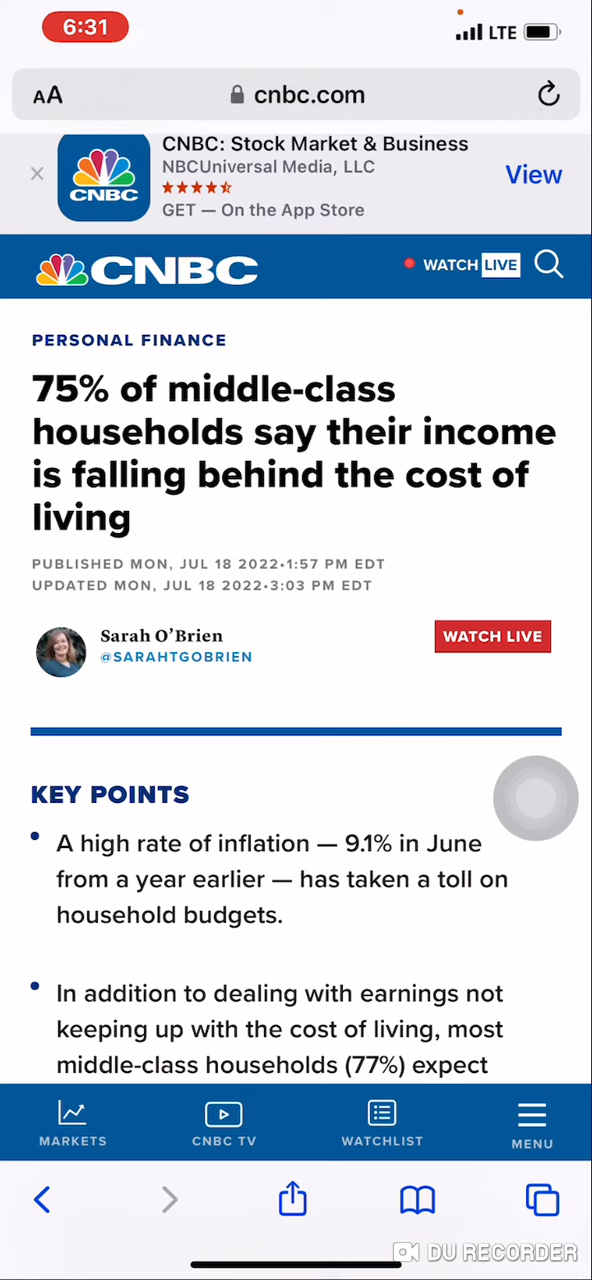 6:31
LTE
AA
cnbc.com
CNBC: Stock Market & Business
NBCUniversal Media, LLC
GET — On the App Store
View
CNBC
CNBC
WATCH LIVE
PERSONAL FINANCE
75% of middle-class
households say their income
is falling behind the cost of
living
PUBLISHED MON, JUL 18 2022•1:57 PM EDT
UPDATED MON, JUL 18 2022•3:03 PM EDT
Sarah O’Brien
@SARAHTGOBRIEN
WATCH LIVE
KEY POINTS
• A high rate of inflation — 9.1% in June
from a year earlier — has taken a toll on
household budgets.
• In addition to dealing with earnings not
keeping up with the cost of living, most
middle-class households (77%) expect
MARKETS
CNBC TV
WATCHLIST
MENU
DU RECORDER